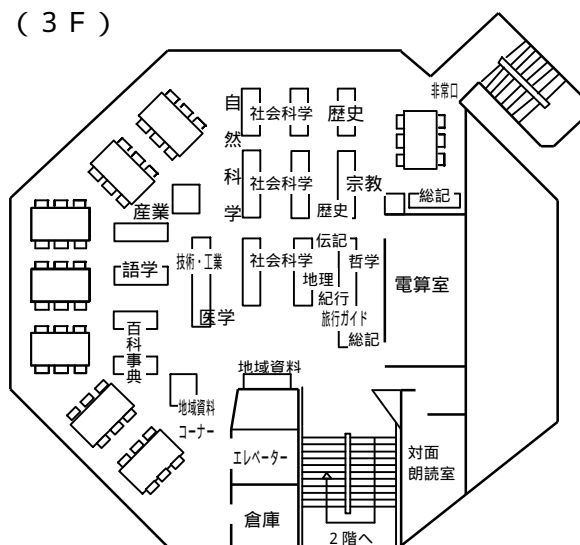 (3F)
非常口
自然科学
社会科学
歴史
社会科学
宗教
総記
産業
歴史
伝記
語学
技術・工業
社会科学
哲学
電算室
地理
紀行
医学
旅行ガイド
百科事典
総記
地域資料
地域資料
コーナー
エレベーター
対面
朗読室
倉庫
2階へ